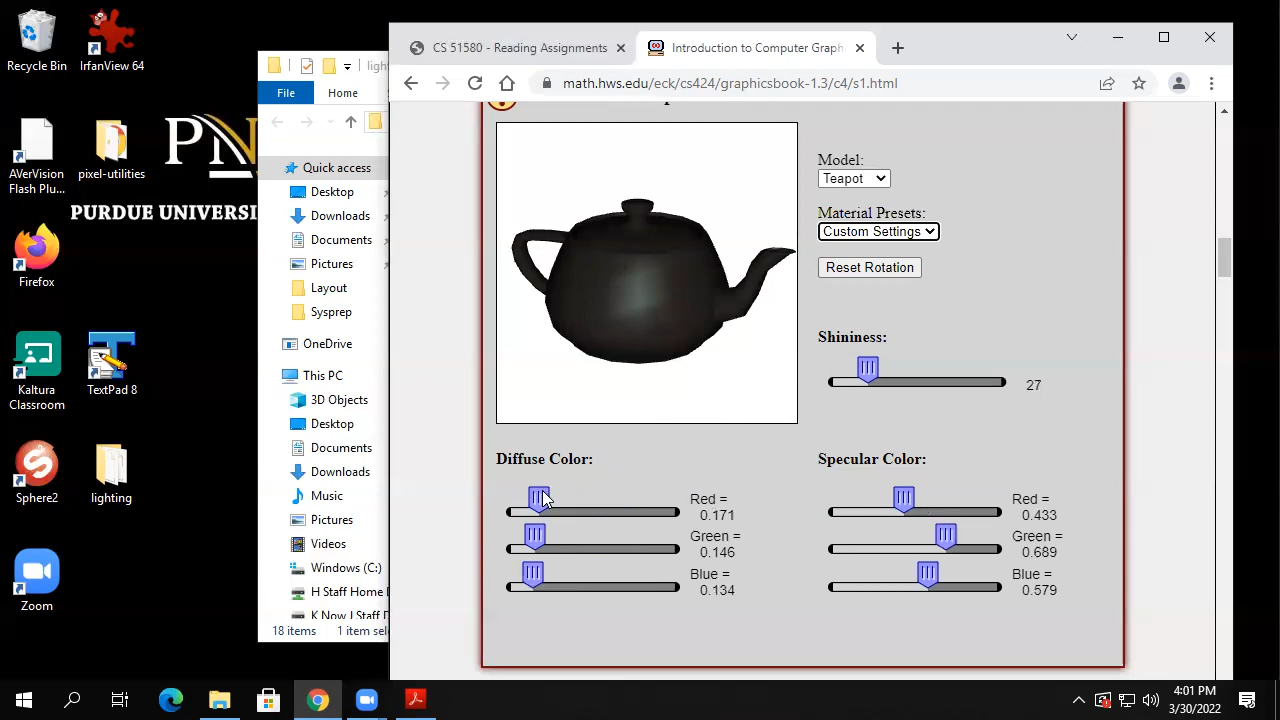 Recycle Bin
IrfanView 64
AVerVision
Flash Plu...
pixel-utilities
PN
PURDUE UNIVERSI
Firefox
Kaltura
Classroom
TextPad 8
Sphere2
lighting
Zoom
File
Home
Quick access
Desktop
Downloads
Documents
Pictures
Layout
Sysprep
OneDrive
This PC
3D Objects
Desktop
Documents
Downloads
Music
Pictures
Videos
Windows (C:)
H Staff Home
K Now I Staff D
18 items
1 item sel
CS 51580 - Reading Assignments
Introduction to Computer Graph
math.hws.edu/eck/cs424/graphicsbook-1.3/c4/s1.html
Model:
Teapot
Material Presets:
Custom Settings
Reset Rotation
Shininess:
27
Diffuse Color:
Red =
0.171
Green =
0.146
Blue =
0.134
Specular Color:
Red =
0.433
Green =
0.689
Blue =
0.579
4:01 PM
3/30/2022